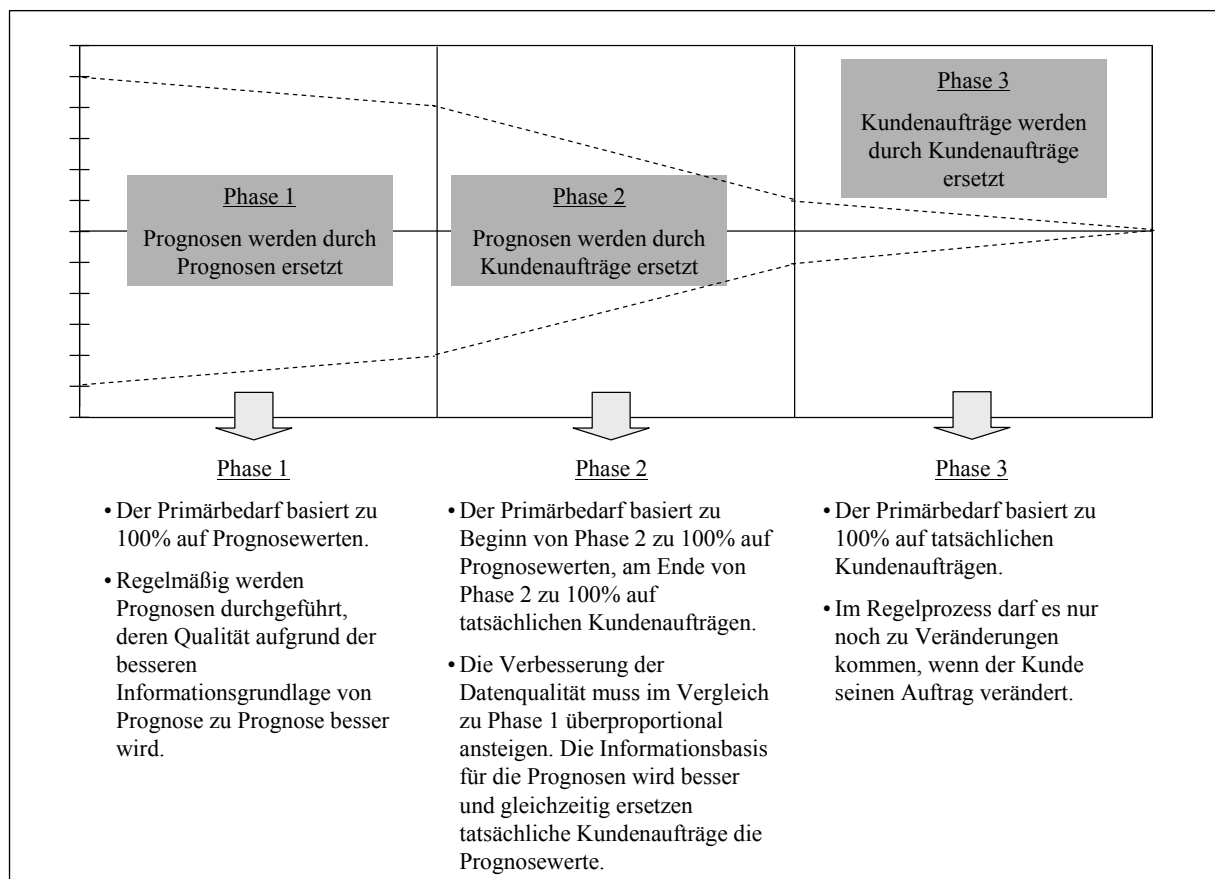 Phase 1
Prognosen werden durch
Prognosen ersetzt
Phase 2
Prognosen werden durch
Kundenaufträge ersetzt
Phase 3
Kundenaufträge werden
durch Kundenaufträge
ersetzt
Phase 1
• Der Primärbedarf basiert zu
100% auf Prognosewerten.
• Regelmäßig werden
Prognosen durchgeführt,
deren Qualität aufgrund der
besseren
Informationsgrundlage von
Prognose zu Prognose besser
wird.
Phase 2
• Der Primärbedarf basiert zu
Beginn von Phase 2 zu 100% auf
Prognosewerten, am Ende von
Phase 2 zu 100% auf
tatsächlichen Kundenaufträgen.
• Die Verbesserung der
Datenqualität muss im Vergleich
zu Phase 1 überproportional
ansteigen. Die Informationsbasis
für die Prognosen wird besser
und gleichzeitig ersetzen
tatsächliche Kundenaufträge die
Prognosewerte.
Phase 3
• Der Primärbedarf basiert zu
100% auf tatsächlichen
Kundenaufträgen.
• Im Regelprozess darf es nur
noch zu Veränderungen
kommen, wenn der Kunde
seinen Auftrag verändert.